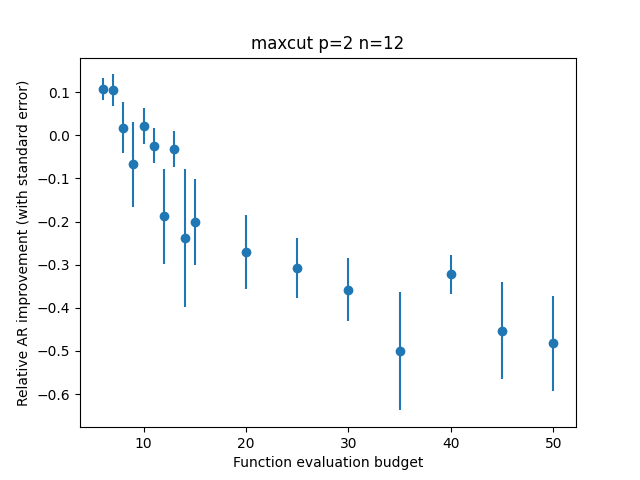 maxcut p=2 n=12
Relative AR improvement (with standard error)
0.1
0.0
−0.1
−0.2
−0.3
−0.4
−0.5
−0.6
10 20 30 40 50
Function evaluation budget